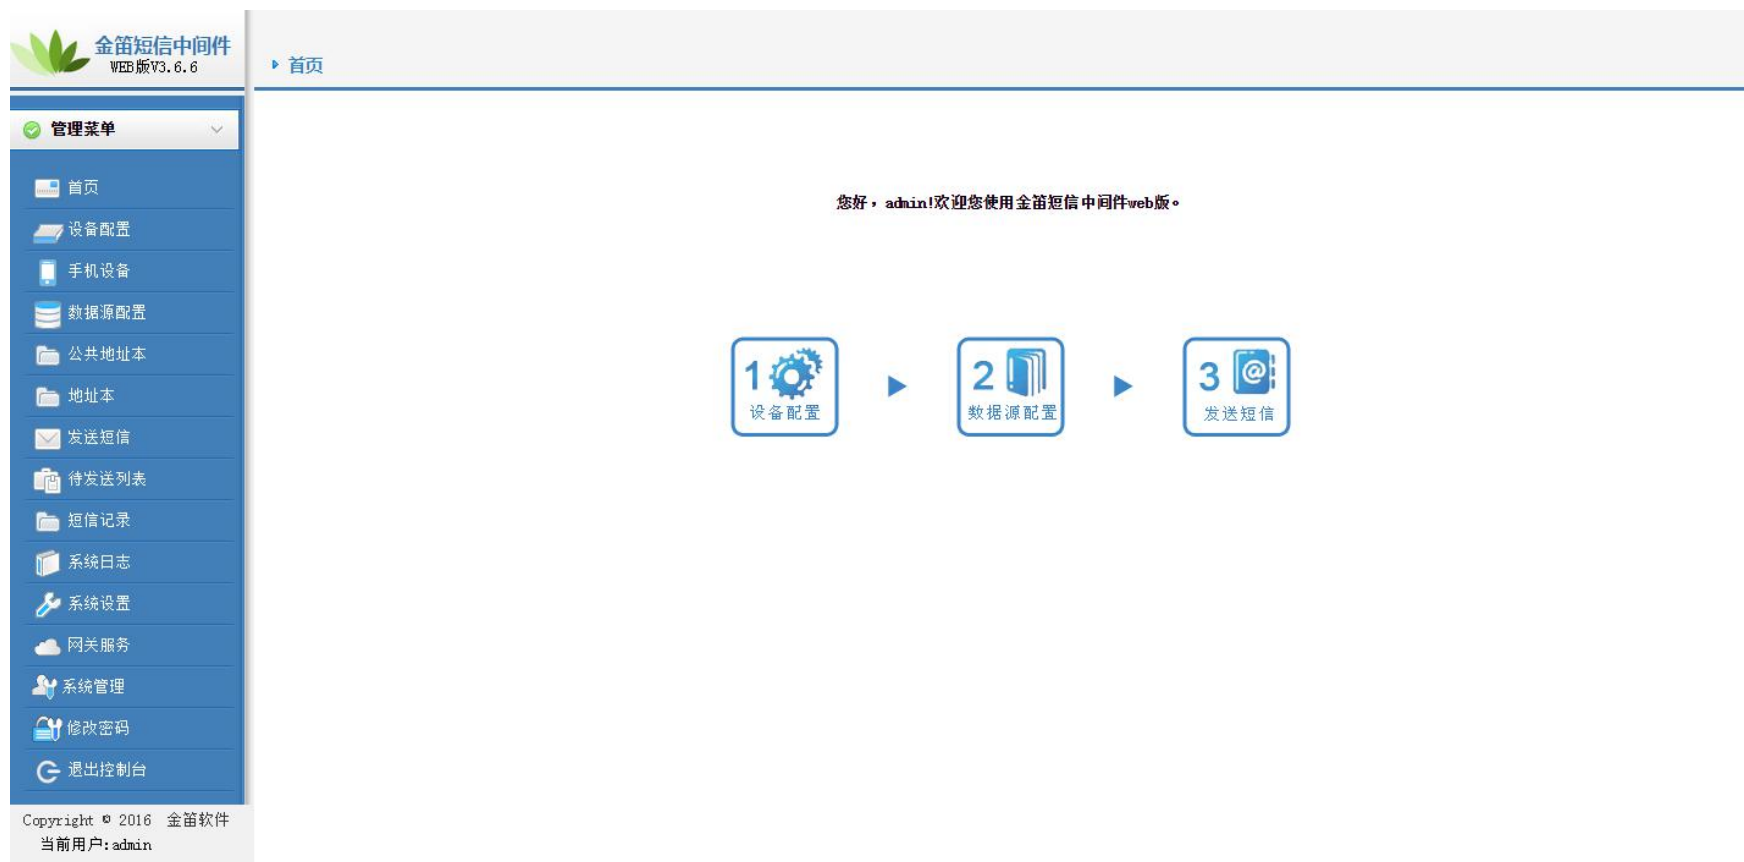 金笛短信中间件
WEB版V3.6.6
首页
管理菜单
首页
设备配置
手机设备
数据源配置
公共地址本
地址本
发送短信
待发送列表
短信记录
系统日志
系统设置
网关服务
系统管理
修改密码
退出控制台
Copyright © 2016 金笛软件
当前用户:admin
您好，admin!欢迎您使用金笛短信中间件web版。
1 设备配置
2 数据源配置
3 发送短信